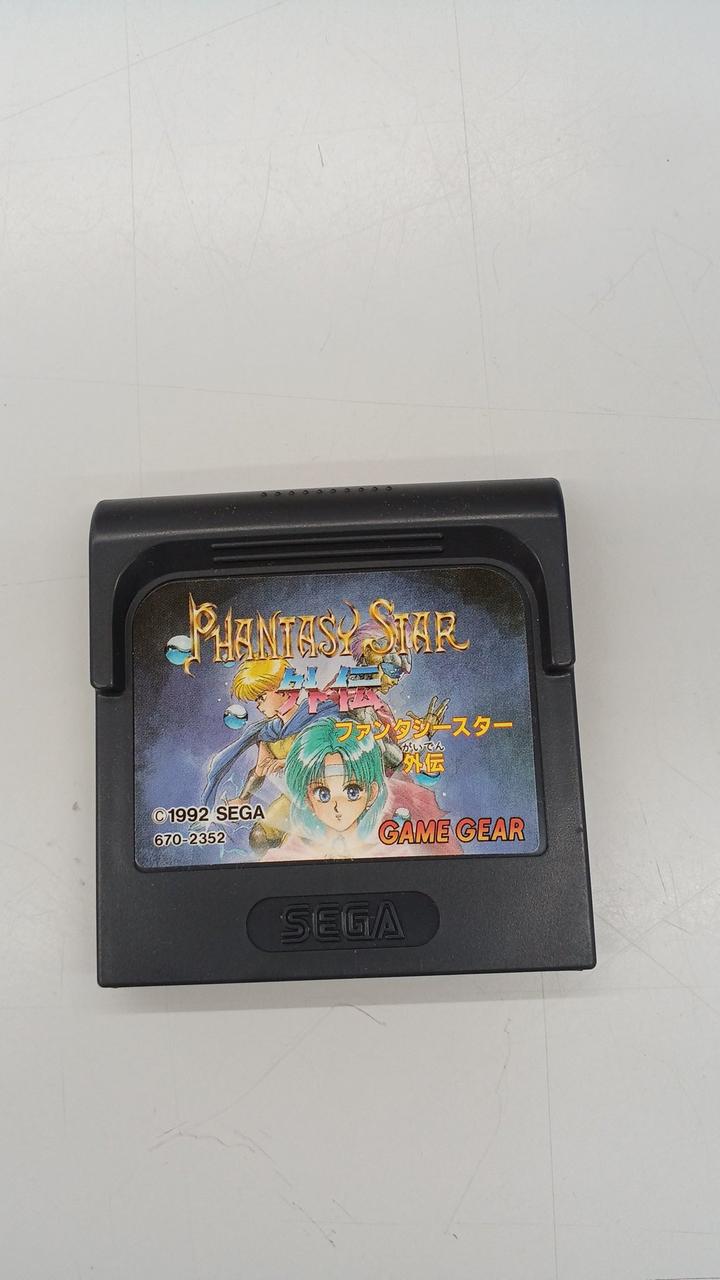 PHANTASY STAR
外伝
ファンタシースター
がいでん
外伝
©1992 SEGA
670-2352
GAME GEAR
SEGA